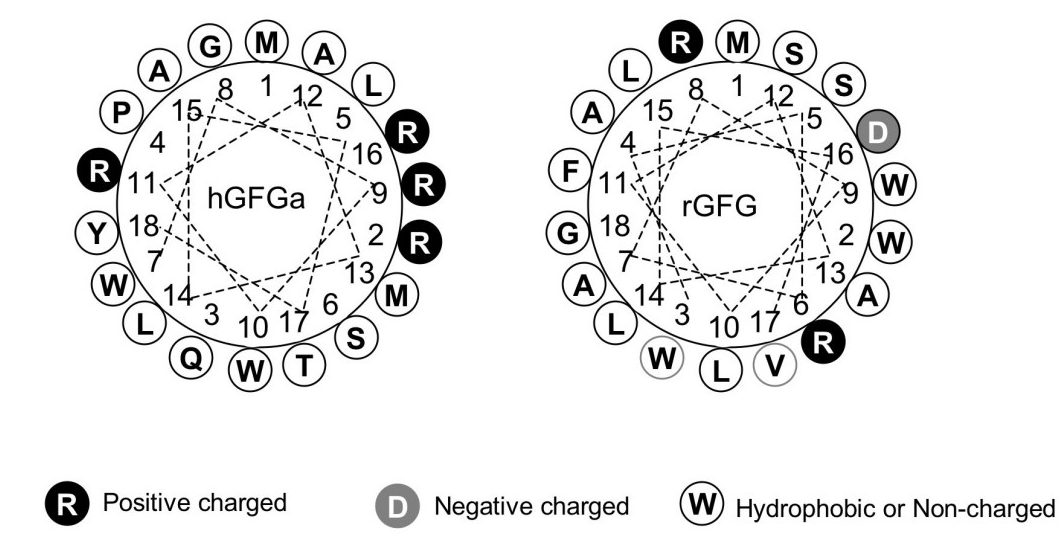 G M A
A L
P R
R R
Y R
W M
L S
Q W T
8 1 12
15 5
4 16
11 9
18 2
7 13
14 6
3 10 17
hGFGa
R M S
L S
A D
F W
G W
A A
L R
W L V
8 1 12
15 5
4 16
11 9
18 2
7 13
14 6
3 10 17
rGFG
R Positive charged
D Negative charged
W Hydrophobic or Non-charged